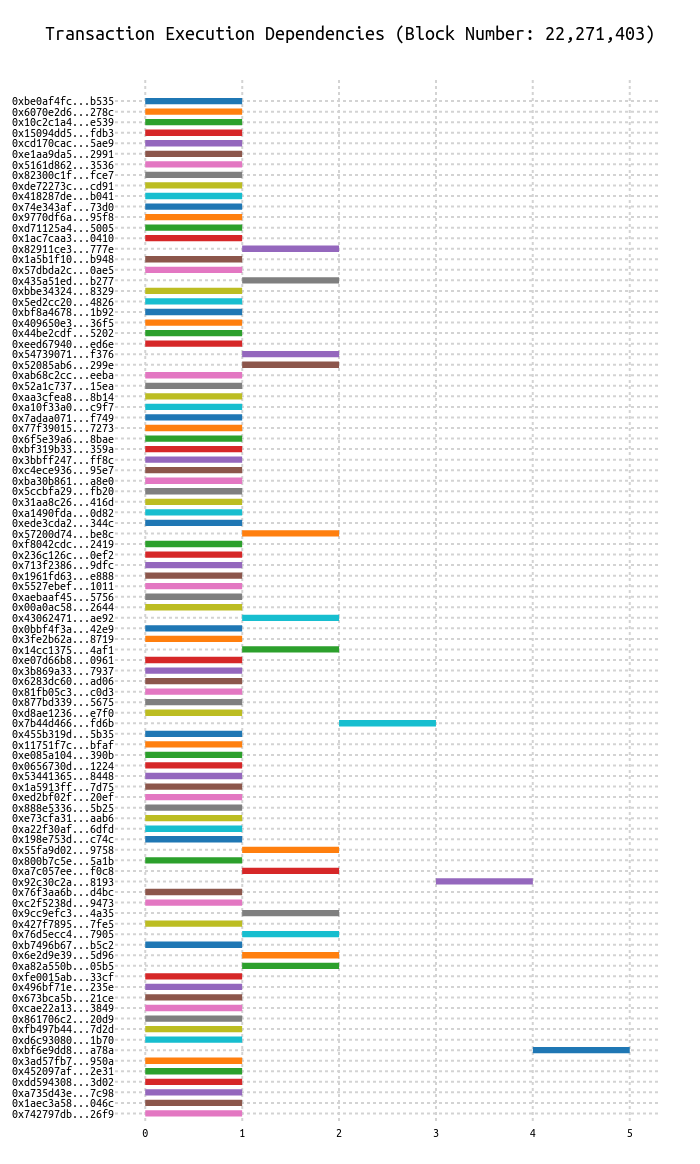 Transaction Execution Dependencies (Block Number: 22,271,403)
0xbe0af4fc...b535
0x6070e2d6...278c
0x10c2c1a4...e539
0x15094dd5...fdb3
0xcd170cac...5ae9
0xe1aa9da5...2991
0x5161d862...3536
0x82300c1f...fce7
0xde72273c...cd91
0x418287de...b041
0x74e343af...73d0
0x9770df6a...95f8
0xd71125a4...5005
0x1ac7caa3...0410
0x82911ce3...777e
0x1a5b1f10...b948
0x57dbda2c...0ae5
0x435a51ed...b277
0xbbe34324...8329
0x5ed2cc20...4826
0xbf8a4678...1b92
0x409650e3...36f5
0x44be2cdf...5202
0xeed67940...ed6e
0x54739071...f376
0x52085ab6...299e
0xab68c2cc...eeba
0x52a1c737...15ea
0xaa3cfea8...8b14
0xa10f33a0...c9f7
0x7adaa071...f749
0x77f39015...7273
0x6f5e39a6...8bae
0xbf319b33...359a
0x3bbff247...ff8c
0xc4ece936...95e7
0xba30b861...a8e0
0x5ccbfa29...fb20
0x31aa8c26...416d
0xa1490fda...0d82
0xede3cda2...344c
0x57200d74...be8c
0xf8042cdc...2419
0x236c126c...0ef2
0x713f2386...9dfc
0x1961fd63...e888
0x5527ebef...1011
0xaebaaf45...5756
0x00a0ac58...2644
0x43062471...ae92
0x0bbf4f3a...42e9
0x3fe2b62a...8719
0x14cc1375...4af1
0xe07d66b8...0961
0x3b869a33...7937
0x6283dc60...ad06
0x81fb05c3...c0d3
0x877bd339...5675
0xd8ae1236...e7f0
0x7b44d466...fd6b
0x455b319d...5b35
0x11751f7c...bfaf
0xe085a104...390b
0x0656730d...1224
0x53441365...8448
0x1a5913ff...7d75
0xed2bf02f...20ef
0x888e5336...5b25
0xe73cfa31...aab6
0xa22f30af...6dfd
0x198e753d...c74c
0x55fa9d02...9758
0x800b7c5e...5a1b
0xa7c057ee...f0c8
0x92c30c2a...8193
0x76f3aa6b...d4bc
0xc2f5238d...9473
0x9cc9efc3...4a35
0x427f7895...7fe5
0x76d5ecc4...7905
0xb7496b67...b5c2
0x6e2d9e39...5d96
0xa82a550b...05b5
0xfe0015ab...33cf
0x496bf71e...235e
0x673bca5b...21ce
0xcae22a13...3849
0x861706c2...20d9
0xfb497b44...7d2d
0xd6c93080...1b70
0xbf6e9dd8...a78a
0x3ad57fb7...950a
0x452097af...2e31
0xdd594308...3d02
0xa735d43e...7c98
0x1aec3a58...046c
0x742797db...26f9
0 1 2 3 4 5